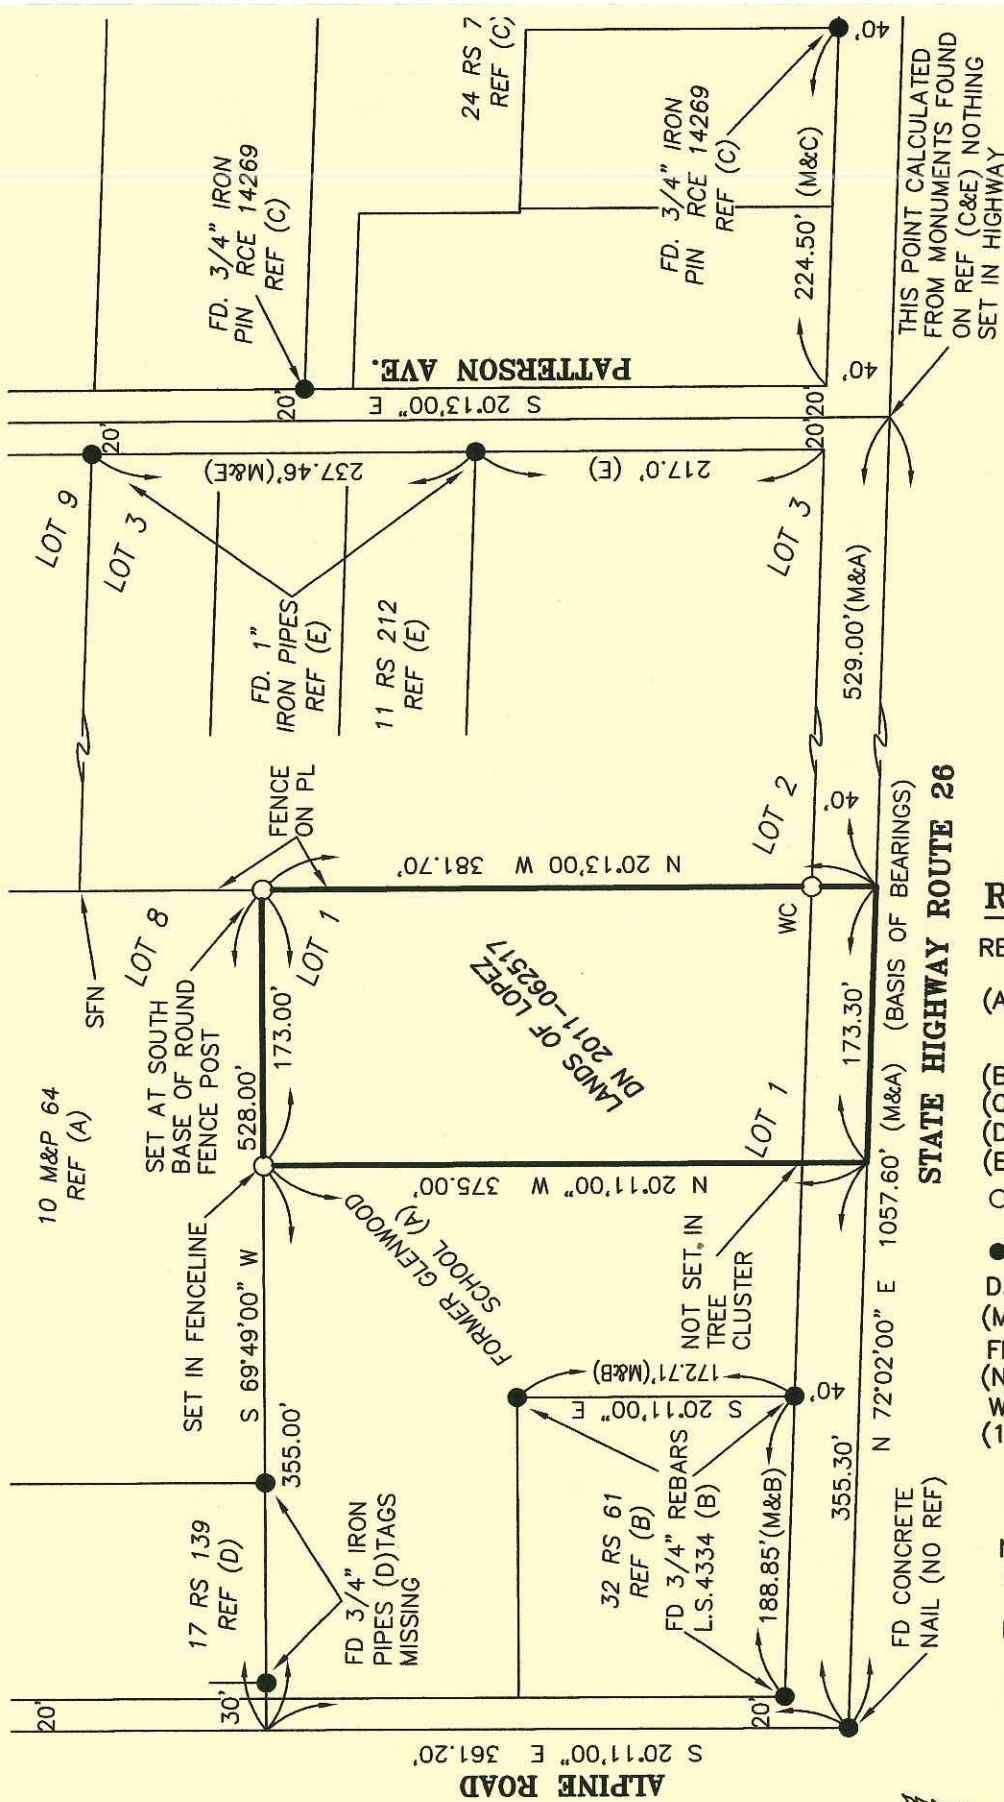 20'
30'
17 RS 139
REF (D)
FD 3/4" IRON
PIPES (D)TAGS
MISSING
355.00'
S 69°49'00" W
SET IN FENCELINE
10 M&P 64
REF (A)
SFN
SET AT SOUTH
BASE OF ROUND
FENCE POST
LOT 8
528.00'
173.00'
LOT 1
FENCE
ON PL
LOT 9
LOT 3
20'
237.46'(M&E)
FD. 1"
IRON PIPES
REF (E)
11 RS 212
REF (E)
217.0' (E)
LOT 3
20'
20'
20'
S 20°13'00" E
PATTERSON AVE.
FD. 3/4" IRON
PIN RCE 14269
REF (C)
24 RS 7
REF (C)
FD. 3/4" IRON
PIN RCE 14269
REF (C)
224.50' (M&C)
40'
40'
THIS POINT CALCULATED
FROM MONUMENTS FOUND
ON REF (C&E) NOTHING
SET IN HIGHWAY
529.00'(M&A)
LOT 2
40'
N 20°13'00 W 381.70'
WC
LANDS OF LOPEZ
DN 2011-062517
LOT 1
173.30'
N 20°11'00" W 375.00'
FORMER GLENWOOD
SCHOOL (A)
NOT SET, IN
TREE
CLUSTER
172.71'(M&B)
S 20°11'00" E
40'
32 RS 61
REF (B)
FD 3/4" REBARS
L.S.4334 (B)
188.85'(M&B)
20'
355.30'
N 72°02'00" E 1057.60' (M&A) (BASIS OF BEARINGS)
STATE HIGHWAY ROUTE 26
FD CONCRETE
NAIL (NO REF)
S 20°11'00" E 361.20'
ALPINE ROAD
R
RE
(A
(B
(C
(D
(E
D.
(M
F
(N
W
(1